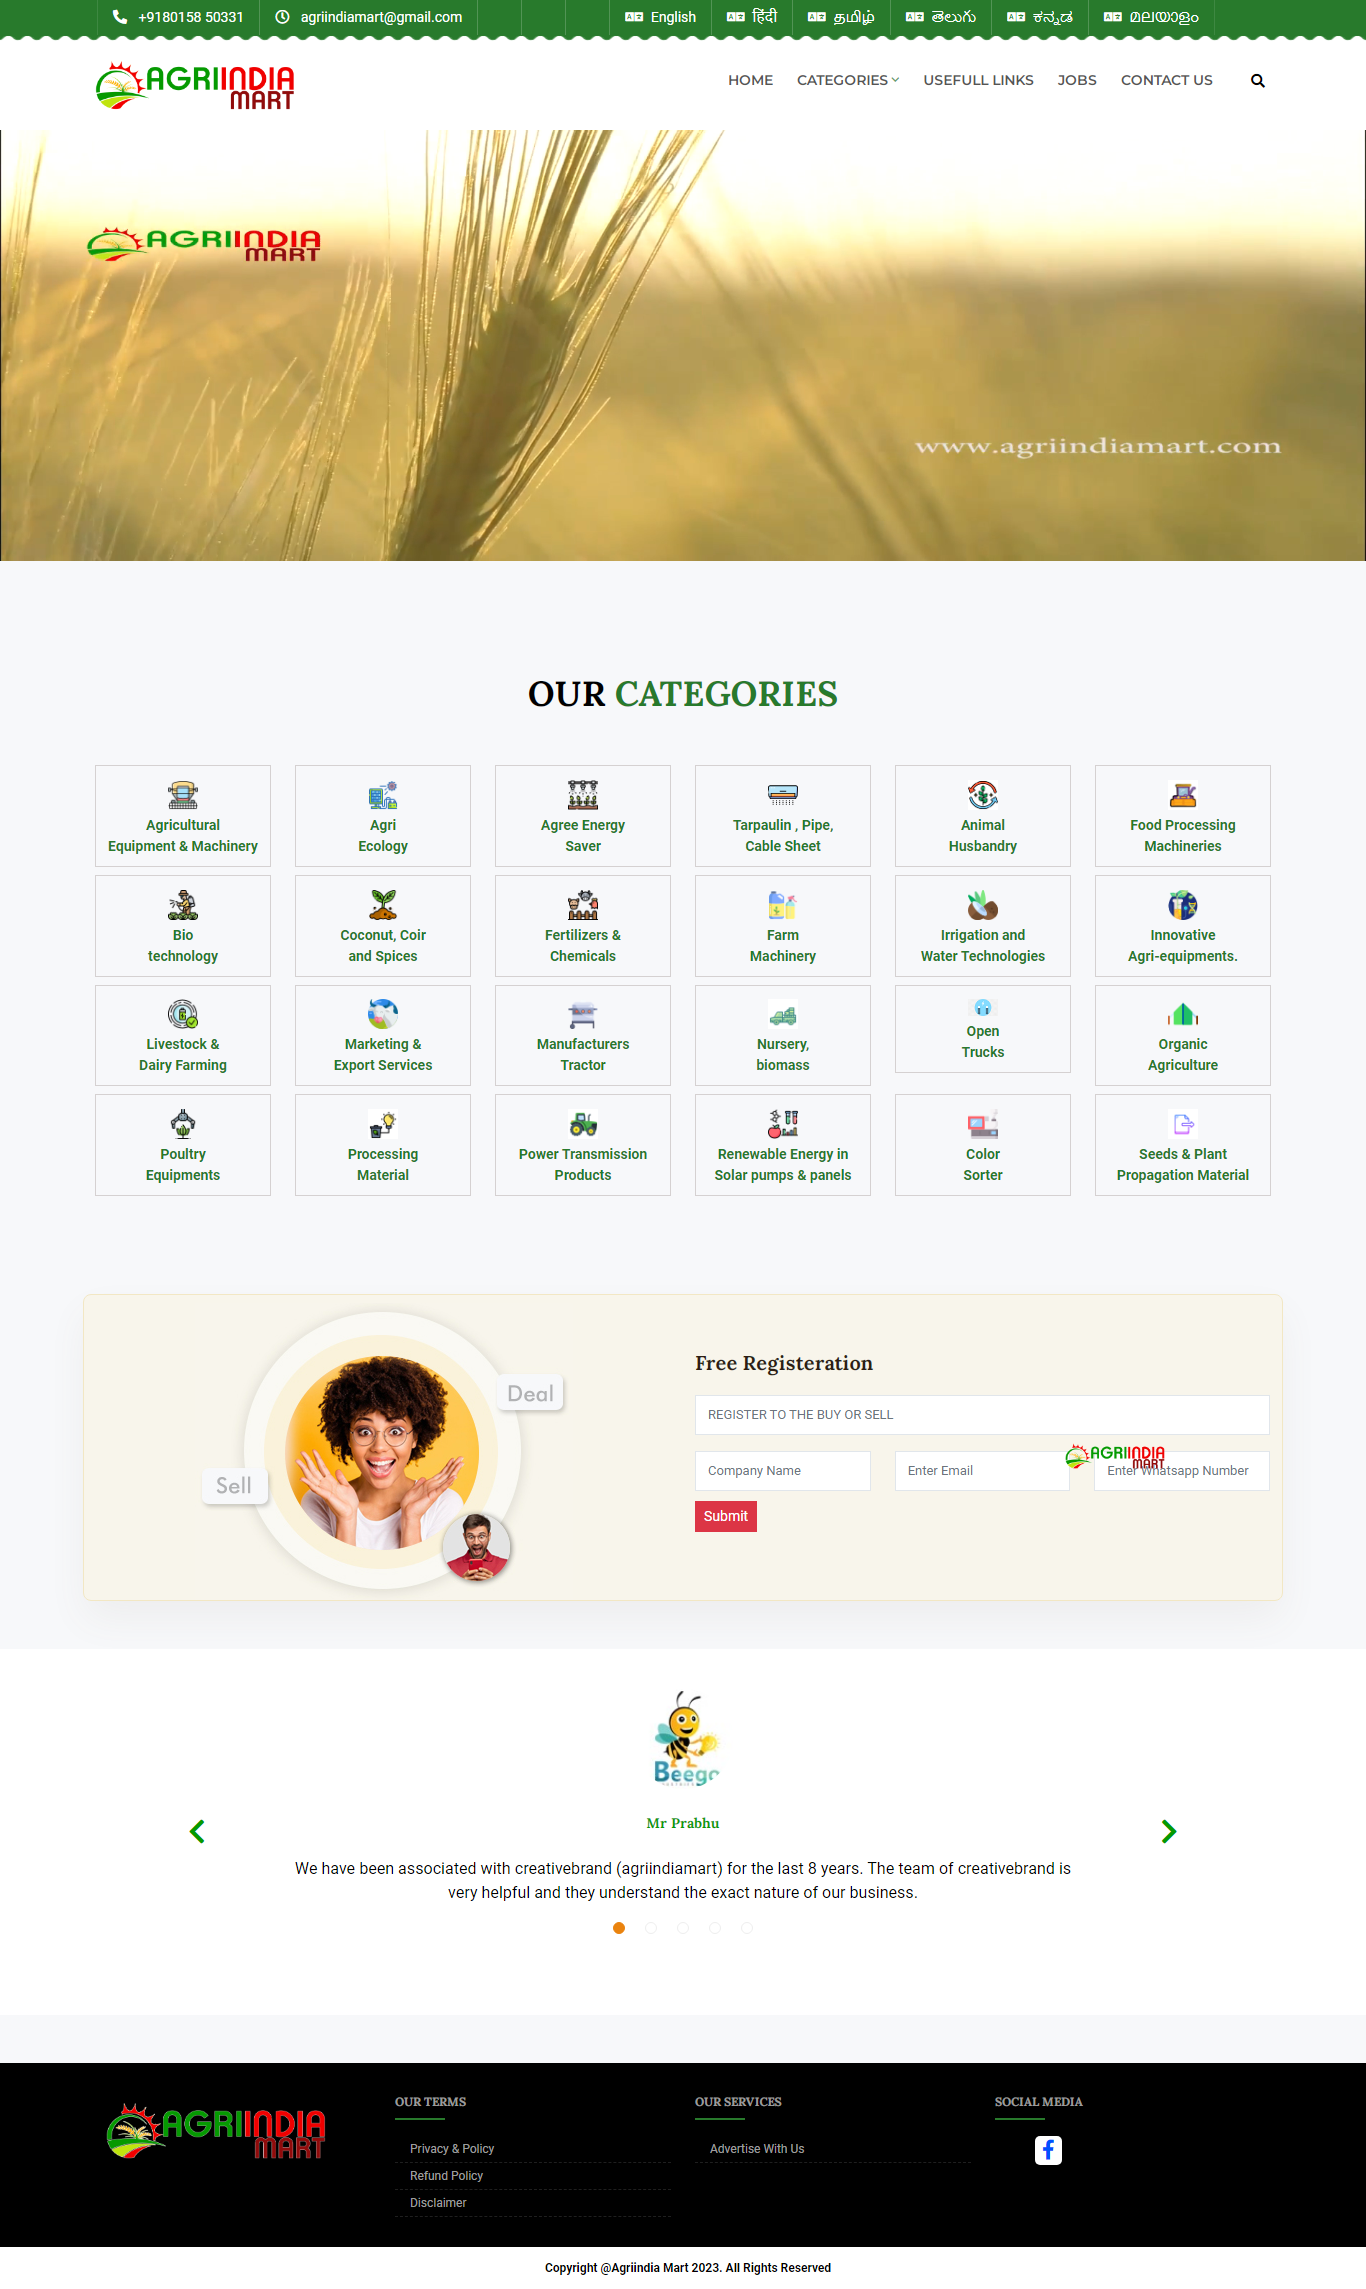 +9180158 50331
agriindiamart@gmail.com
English
हिंदी
தமிழ்
తెలుగు
ಕನ್ನಡ
മലയാളം
AGRIINDIA
MART
HOME
CATEGORIES
USEFULL LINKS
JOBS
CONTACT US
AGRIINDIA
MART
www.agriindiamart.com
OUR CATEGORIES
Agricultural
Equipment & Machinery
Agri
Ecology
Agree Energy
Saver
Tarpaulin , Pipe,
Cable Sheet
Animal
Husbandry
Food Processing
Machineries
Bio
technology
Coconut, Coir
and Spices
Fertilizers &
Chemicals
Farm
Machinery
Irrigation and
Water Technologies
Innovative
Agri-equipments.
Livestock &
Dairy Farming
Marketing &
Export Services
Manufacturers
Tractor
Nursery,
biomass
Open
Trucks
Organic
Agriculture
Poultry
Equipments
Processing
Material
Power Transmission
Products
Renewable Energy in
Solar pumps & panels
Color
Sorter
Seeds & Plant
Propagation Material
Deal
Sell
Free Registeration
REGISTER TO THE BUY OR SELL
AGRIINDIA
MART
Company Name
Enter Email
Enter Whatsapp Number
Submit
Beego
Mr Prabhu
We have been associated with creativebrand (agriindiamart) for the last 8 years. The team of creativebrand is
very helpful and they understand the exact nature of our business.
AGRIINDIA
MART
OUR TERMS
Privacy & Policy
Refund Policy
Disclaimer
OUR SERVICES
Advertise With Us
SOCIAL MEDIA
Copyright @Agriindia Mart 2023. All Rights Reserved